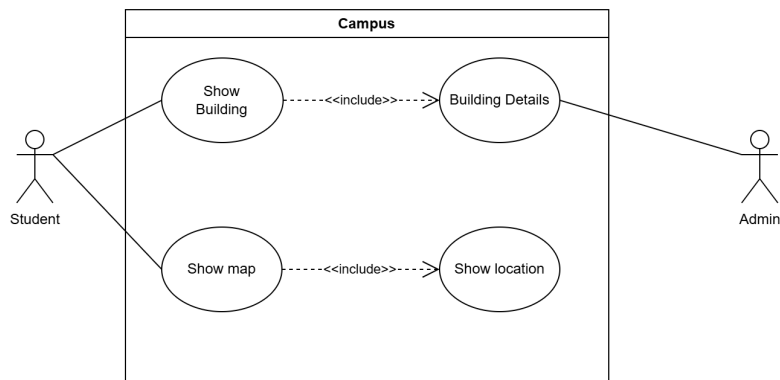 Campus
Show
Building
<<include>>
Building Details
Student
Admin
Show map
<<include>>
Show location